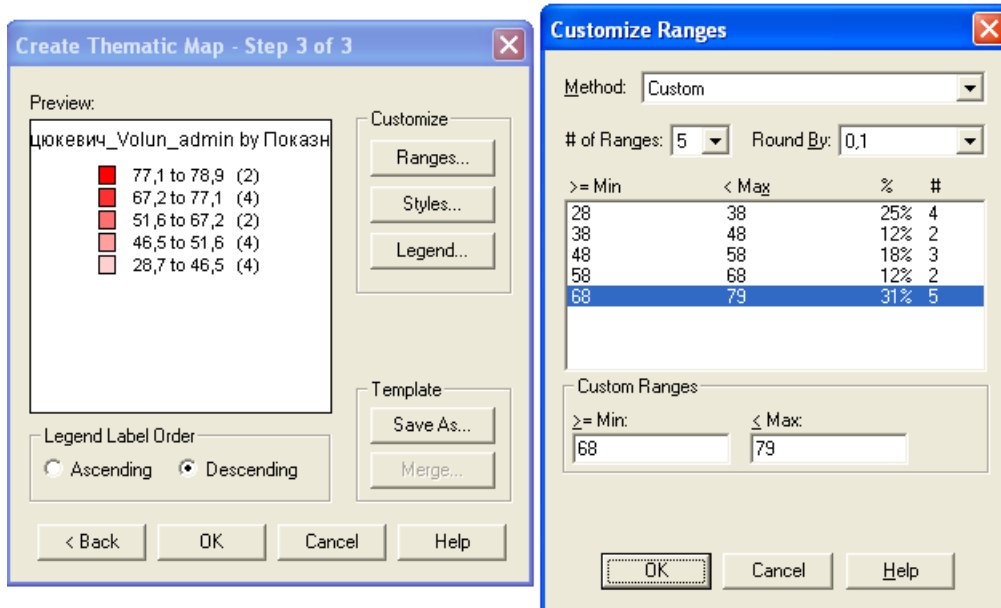 Create Thematic Map - Step 3 of 3
Preview:
цюкевич_Volun_admin by Показн
77,1 to 78,9 (2)
67,2 to 77,1 (4)
51,6 to 67,2 (2)
46,5 to 51,6 (4)
28,7 to 46,5 (4)
Customize
Ranges...
Styles...
Legend...
Template
Save As...
Merge...
Legend Label Order
Ascending Descending
< Back OK Cancel Help
Customize Ranges
Method: Custom
# of Ranges: 5 Round By: 0,1
>= Min < Max % #
28 38 25% 4
38 48 12% 2
48 58 18% 3
58 68 12% 2
68 79 31% 5
Custom Ranges
>= Min: < Max:
68 79
OK Cancel Help